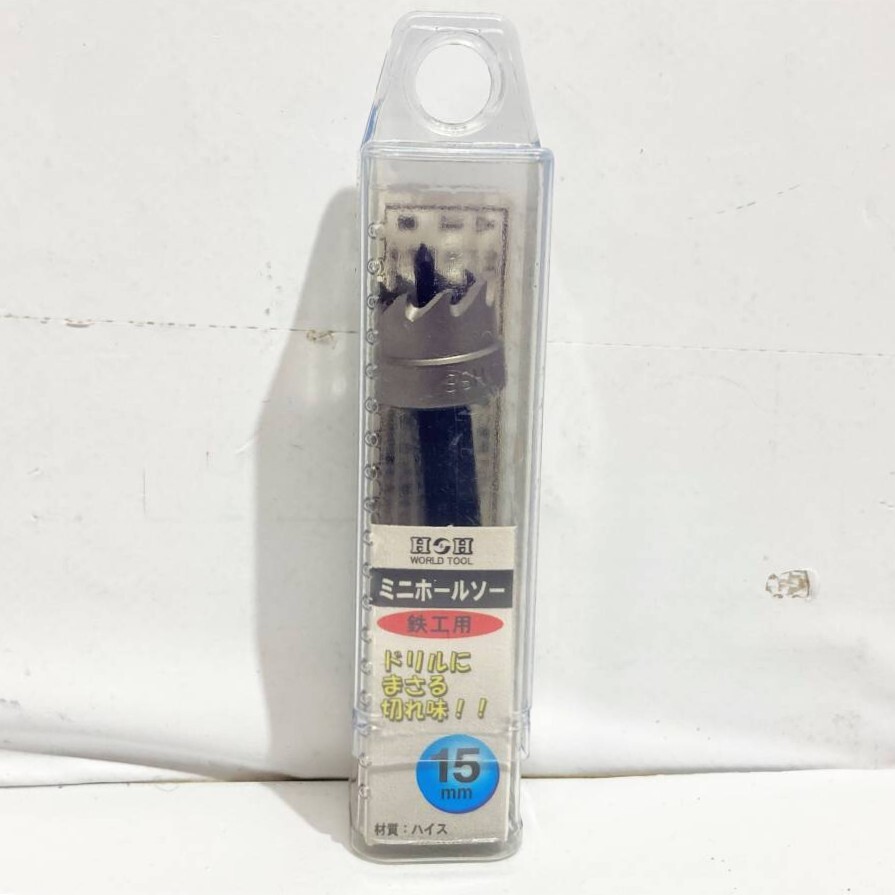 HSH
WORLD TOOL
ミニホールソー
鉄工用
ドリルに
まさる
切れ味！！
15
mm
材質：ハイス